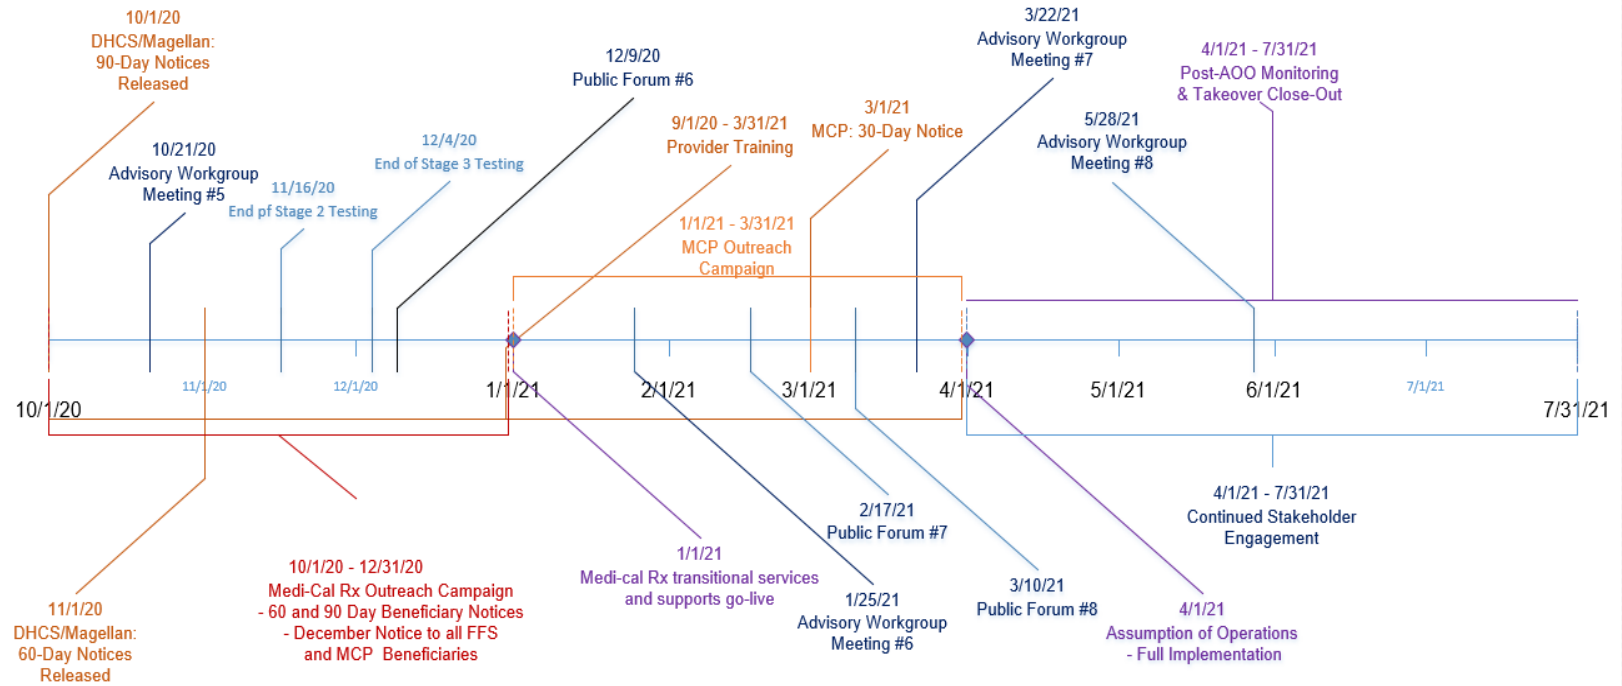 10/1/20
DHCS/Magellan:
90-Day Notices
Released
10/21/20
Advisory Workgroup
Meeting #5
11/16/20
End pf Stage 2 Testing
12/4/20
End of Stage 3 Testing
12/9/20
Public Forum #6
9/1/20 - 3/31/21
Provider Training
1/1/21 - 3/31/21
MCP Outreach
Campaign
3/1/21
MCP: 30-Day Notice
3/22/21
Advisory Workgroup
Meeting #7
5/28/21
Advisory Workgroup
Meeting #8
4/1/21 - 7/31/21
Post-AOO Monitoring
& Takeover Close-Out
10/1/20
11/1/20
12/1/20
1/1/21
2/1/21
3/1/21
4/1/21
5/1/21
6/1/21
7/1/21
7/31/21
11/1/20
DHCS/Magellan:
60-Day Notices
Released
10/1/20 - 12/31/20
Medi-Cal Rx Outreach Campaign
- 60 and 90 Day Beneficiary Notices
- December Notice to all FFS
and MCP Beneficiaries
1/1/21
Medi-cal Rx transitional services
and supports go-live
1/25/21
Advisory Workgroup
Meeting #6
2/17/21
Public Forum #7
3/10/21
Public Forum #8
4/1/21
Assumption of Operations
- Full Implementation
4/1/21 - 7/31/21
Continued Stakeholder
Engagement